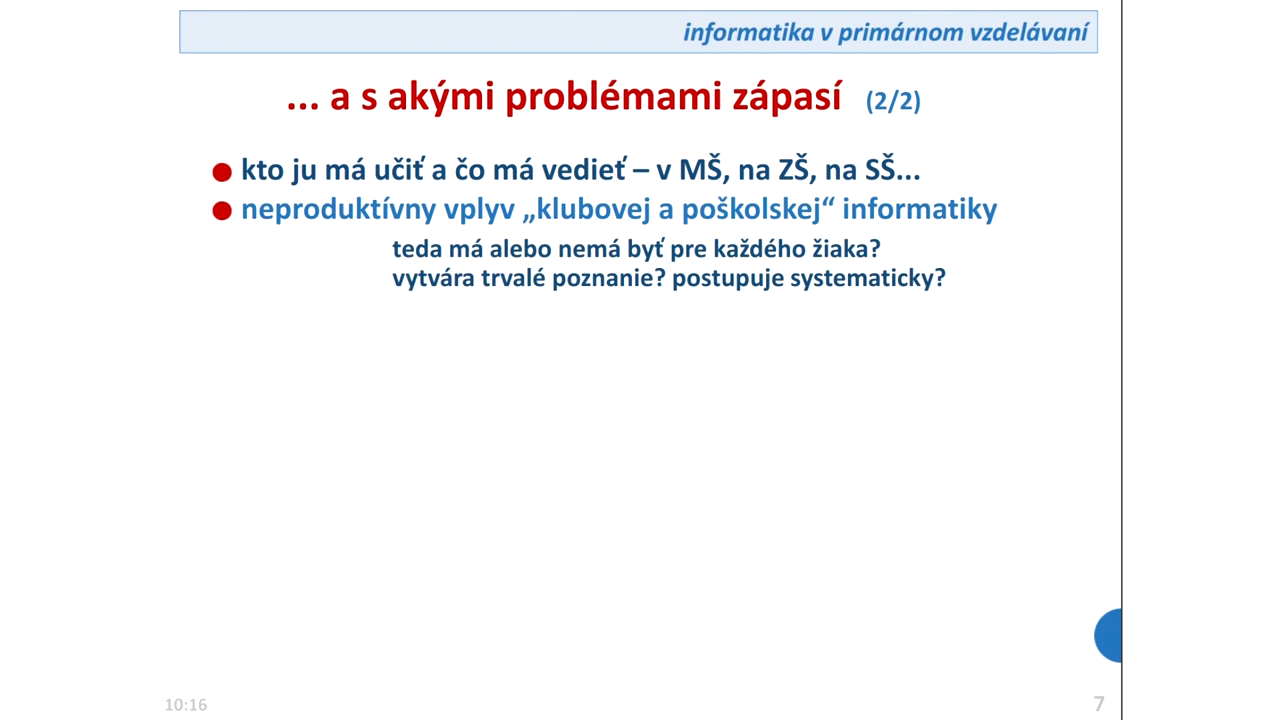 informatika v primárnom vzdelávaní
... a s akými problémami zápasí (2/2)
kto ju má učiť a čo má vedieť – v MŠ, na ZŠ, na SŠ...
neproduktívny vplyv „klubovej a poškolskej“ informatiky
teda má alebo nemá byť pre každého žiaka?
vytvára trvalé poznanie? postupuje systematicky?
10:16
7